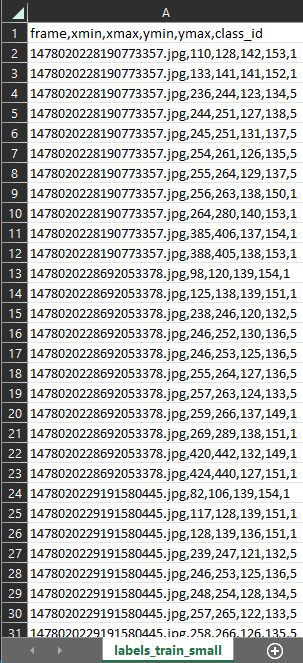 A
1 frame,xmin,xmax,ymin,ymax,class_id
2 1478020228190773357.jpg,110,128,142,153,1
3 1478020228190773357.jpg,133,141,141,152,1
4 1478020228190773357.jpg,236,244,123,134,5
5 1478020228190773357.jpg,244,251,127,138,5
6 1478020228190773357.jpg,245,251,131,137,5
7 1478020228190773357.jpg,254,261,126,135,5
8 1478020228190773357.jpg,255,264,129,137,5
9 1478020228190773357.jpg,256,263,138,150,1
10 1478020228190773357.jpg,264,280,140,153,1
11 1478020228190773357.jpg,385,406,137,154,1
12 1478020228190773357.jpg,388,405,138,153,1
13 1478020228692053378.jpg,98,120,139,154,1
14 1478020228692053378.jpg,125,138,139,151,1
15 1478020228692053378.jpg,238,246,120,132,5
16 1478020228692053378.jpg,246,252,130,136,5
17 1478020228692053378.jpg,246,253,125,136,5
18 1478020228692053378.jpg,255,264,127,136,5
19 1478020228692053378.jpg,257,263,124,133,5
20 1478020228692053378.jpg,259,266,137,149,1
21 1478020228692053378.jpg,269,289,138,151,1
22 1478020228692053378.jpg,420,442,132,149,1
23 1478020228692053378.jpg,424,440,127,151,1
24 1478020229191580445.jpg,82,106,139,154,1
25 1478020229191580445.jpg,117,128,139,151,1
26 1478020229191580445.jpg,128,139,136,151,1
27 1478020229191580445.jpg,239,247,121,132,5
28 1478020229191580445.jpg,246,253,125,136,5
29 1478020229191580445.jpg,248,254,128,134,5
30 1478020229191580445.jpg,257,265,122,133,5
31 1478020229191580445.jpg,258,266,126,135,5
labels_train_small